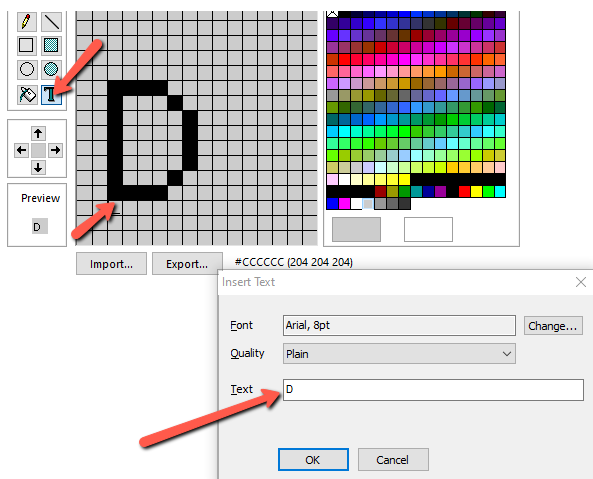 T
Preview
D
Import...
Export...
#CCCCCC (204 204 204)
Insert Text
Font
Arial, 8pt
Change...
Quality
Plain
Text
D
OK
Cancel